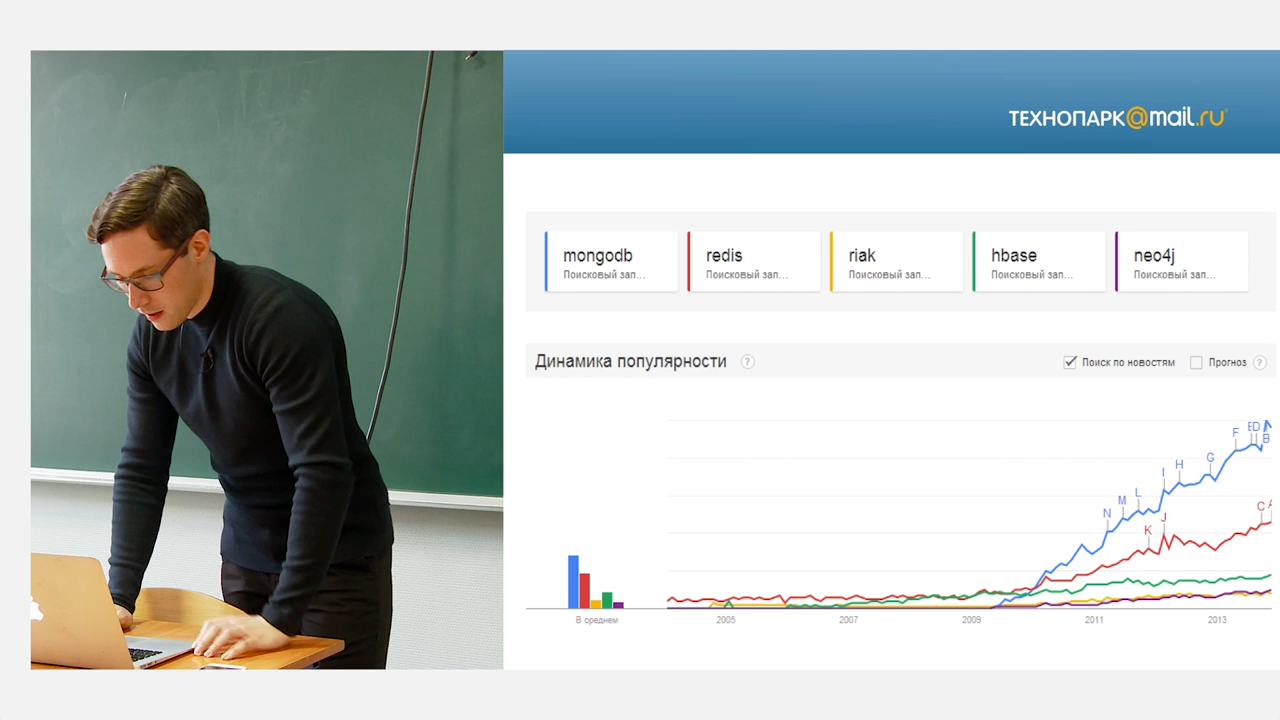 ТЕХНОПАРК@mail.ru
mongodb
Поисковый зап...
redis
Поисковый зап...
riak
Поисковый зап...
hbase
Поисковый зап...
neo4j
Поисковый зап...
Динамика популярности ?
Поиск по новостям
Прогноз ?
F E D
B
G
H
I
L
M
N
C A
J
K
В среднем
2005 2007 2009 2011 2013